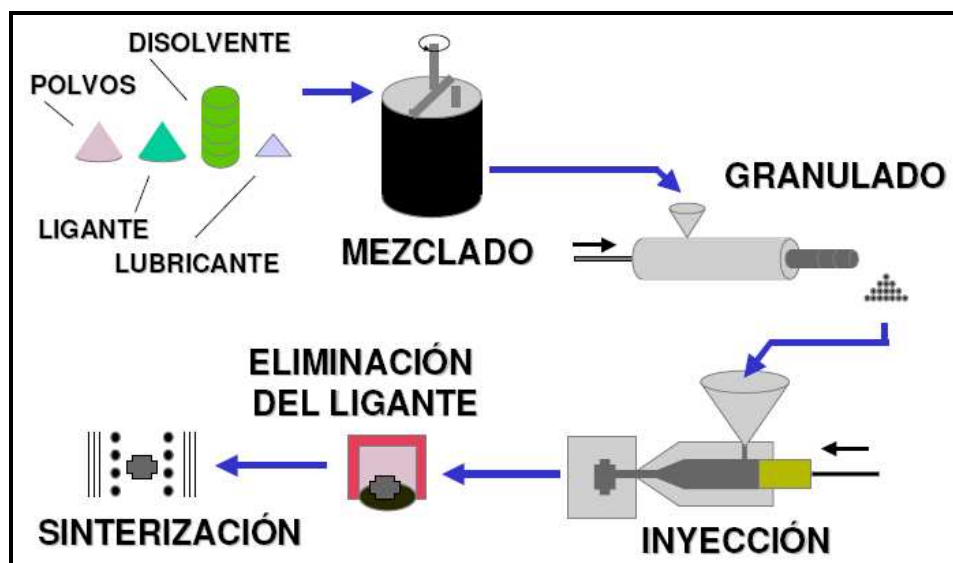 DISOLVENTE
POLVOS
LIGANTE
LUBRICANTE
MEZCLADO
GRANULADO
INYECCIÓN
ELIMINACIÓN
DEL LIGANTE
SINTERIZACIÓN